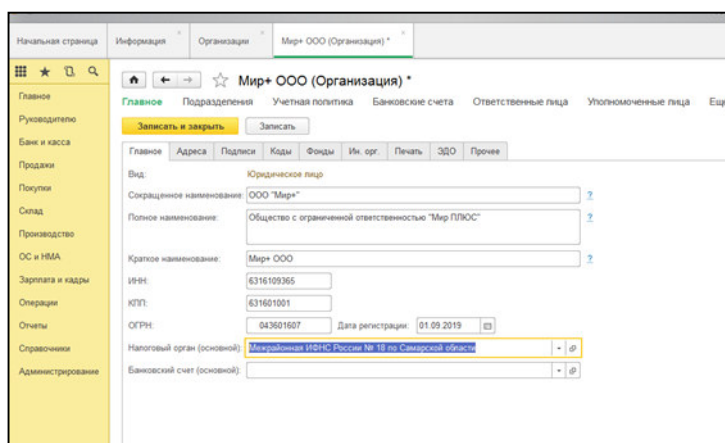 Начальная страница Информация Организации Мир+ ООО (Организация) *
Мир+ ООО (Организация) *
Главное Подразделения Учетная политика Банковские счета Ответственные лица Уполномоченные лица Ещ
Записать и закрыть Записать
Главное Адреса Подписи Коды Фонды Ин. орг. Печать ЭДО Прочее
Главное
Руководителю
Банк и касса
Продажи
Покупки
Склад
Производство
ОС и НМА
Зарплата и кадры
Операции
Отчеты
Справочники
Администрирование
Вид: Юридическое лицо
Сокращенное наименование: ООО "Мир+" ?
Полное наименование: Общество с ограниченной ответственностью "Мир ПЛЮС" ?
Краткое наименование: Мир+ ООО ?
ИНН: 6316109365
КПП: 631601001
ОГРН: 043601607 Дата регистрации: 01.09.2019
Налоговый орган (основной): Межрайонная ИФНС России № 18 по Самарской области
Банковский счет (основной):